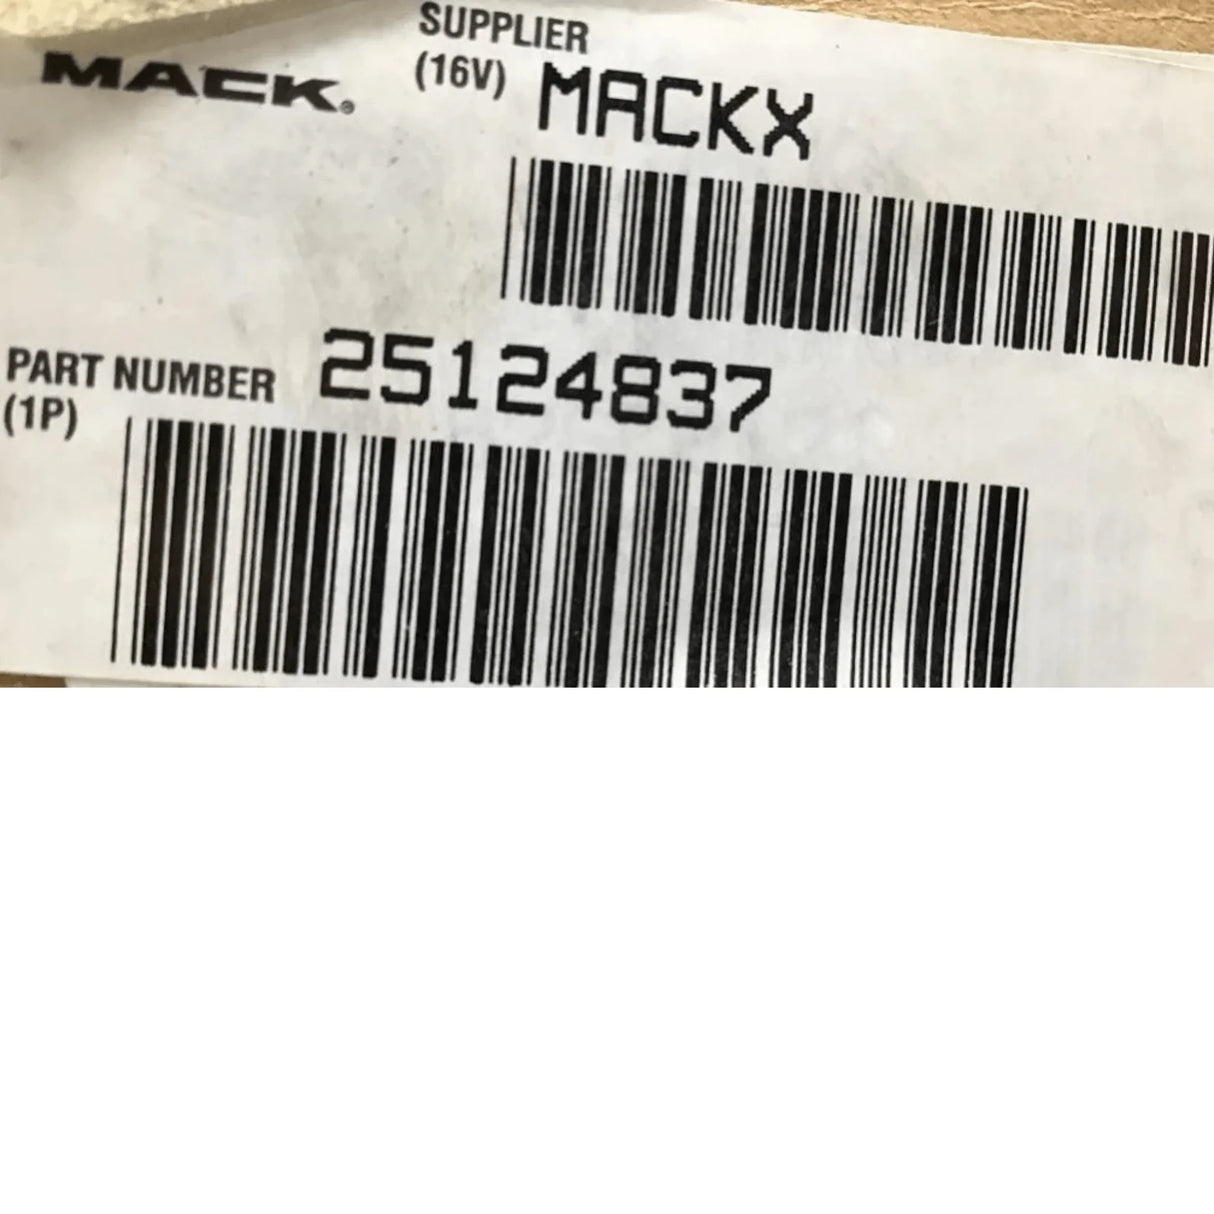 MACK®
SUPPLIER
(16V) MACKX
PART NUMBER 25124837
(1P)